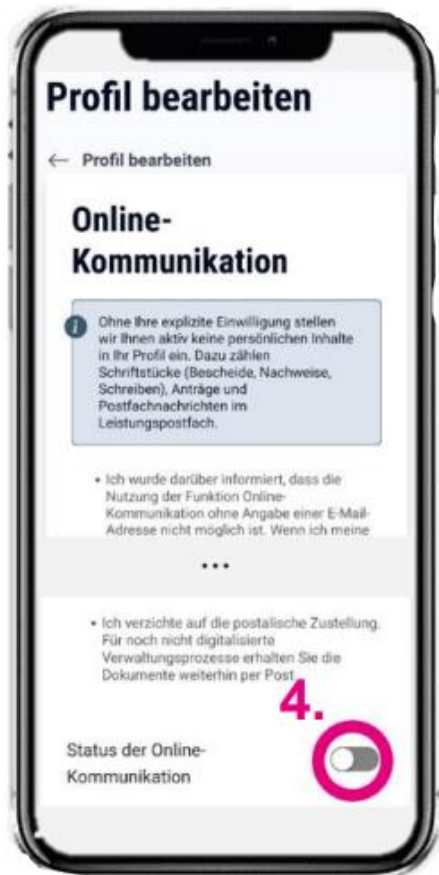 Profil bearbeiten
← Profil bearbeiten
Online-
Kommunikation
i
Ohne Ihre explizite Einwilligung stellen
wir Ihnen aktiv keine persönlichen Inhalte
in Ihr Profil ein. Dazu zählen
Schriftstücke (Bescheide, Nachweise,
Schreiben), Anträge und
Postfachnachrichten im
Leistungspostfach.
• Ich wurde darüber informiert, dass die
Nutzung der Funktion Online-
Kommunikation ohne Angabe einer E-Mail-
Adresse nicht möglich ist. Wenn ich meine
...
• Ich verzichte auf die postalische Zustellung.
Für noch nicht digitalisierte
Verwaltungsprozesse erhalten Sie die
Dokumente weiterhin per Post
4.
Status der Online-
Kommunikation